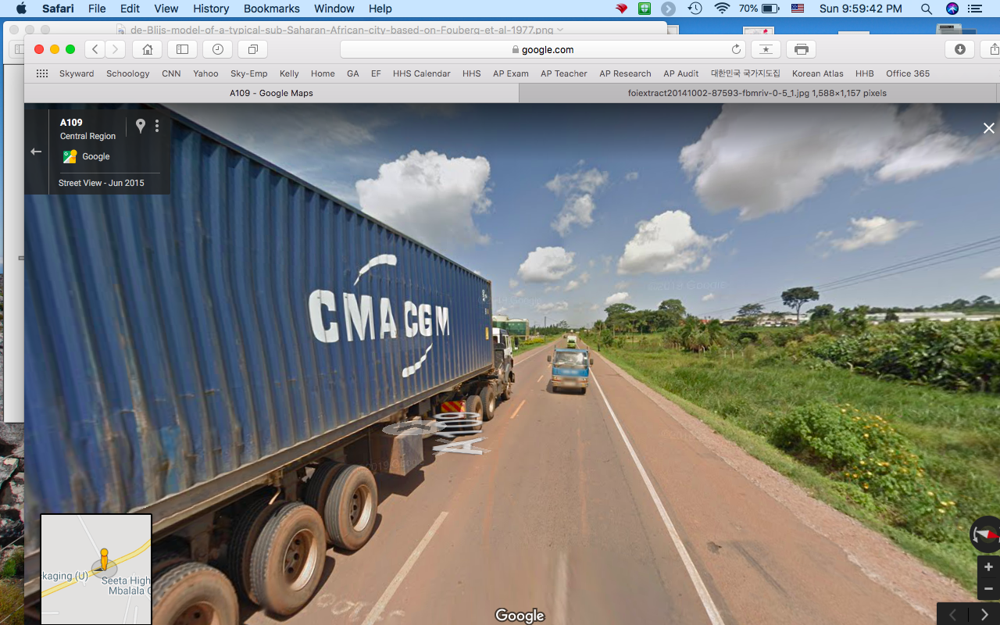 Safari File Edit View History Bookmarks Window Help 70% Sun 9:59:42 PM
de-Blijs-model-of-a-typical-sub-Saharan-African-city-based-on-Fouberg-et-al-1977.png
google.com
Skyward Schoology CNN Yahoo Sky-Emp Kelly Home GA EF HHS Calendar HHS AP Exam AP Teacher AP Research AP Audit 대한민국 국가지도집 Korean Atlas HHB Office 365
A109 - Google Maps foiextract20141002-87593-fbmriv-0-5_1.jpg 1,588×1,157 pixels
A109
Central Region
Google
Street View - Jun 2015
CMA CGM
A109
kaging (U)
Seeta High
Mbalala C
Google